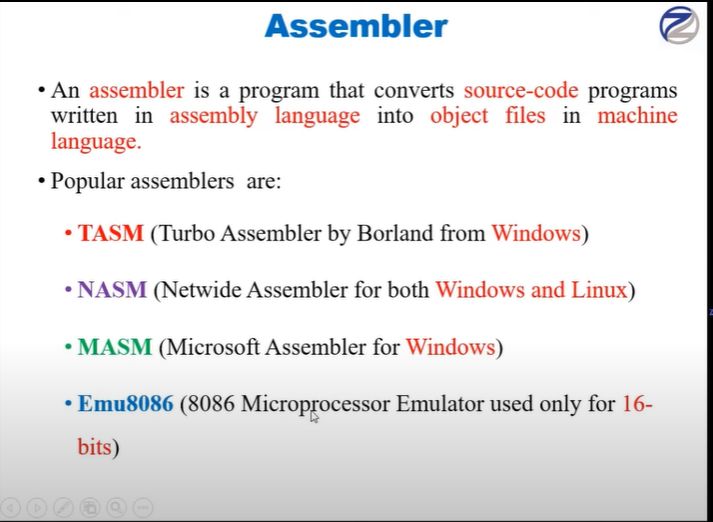 Assembler
• An assembler is a program that converts source-code programs
written in assembly language into object files in machine
language.
• Popular assemblers are:
• TASM (Turbo Assembler by Borland from Windows)
• NASM (Netwide Assembler for both Windows and Linux)
• MASM (Microsoft Assembler for Windows)
• Emu8086 (8086 Microprocessor Emulator used only for 16-
bits)